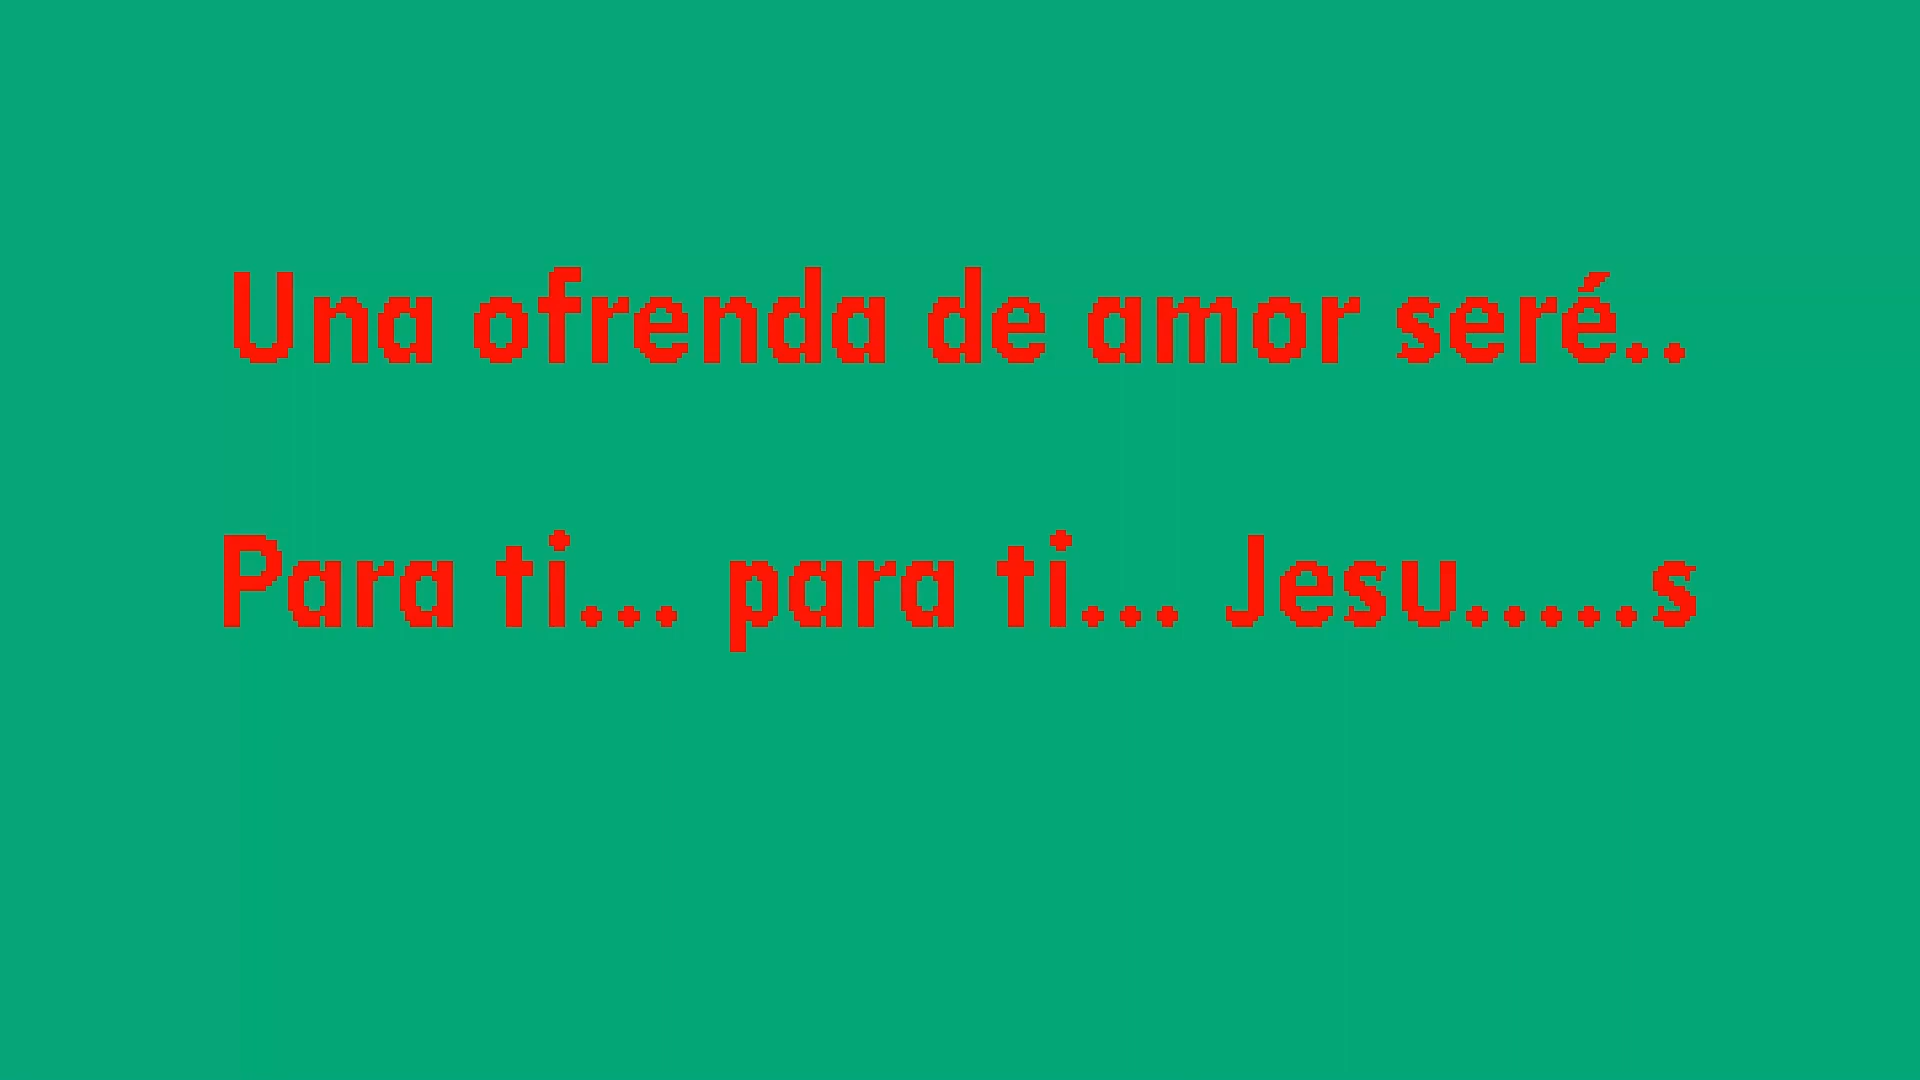 Una ofrenda de amor seré..
Para ti... para ti... Jesu.....s